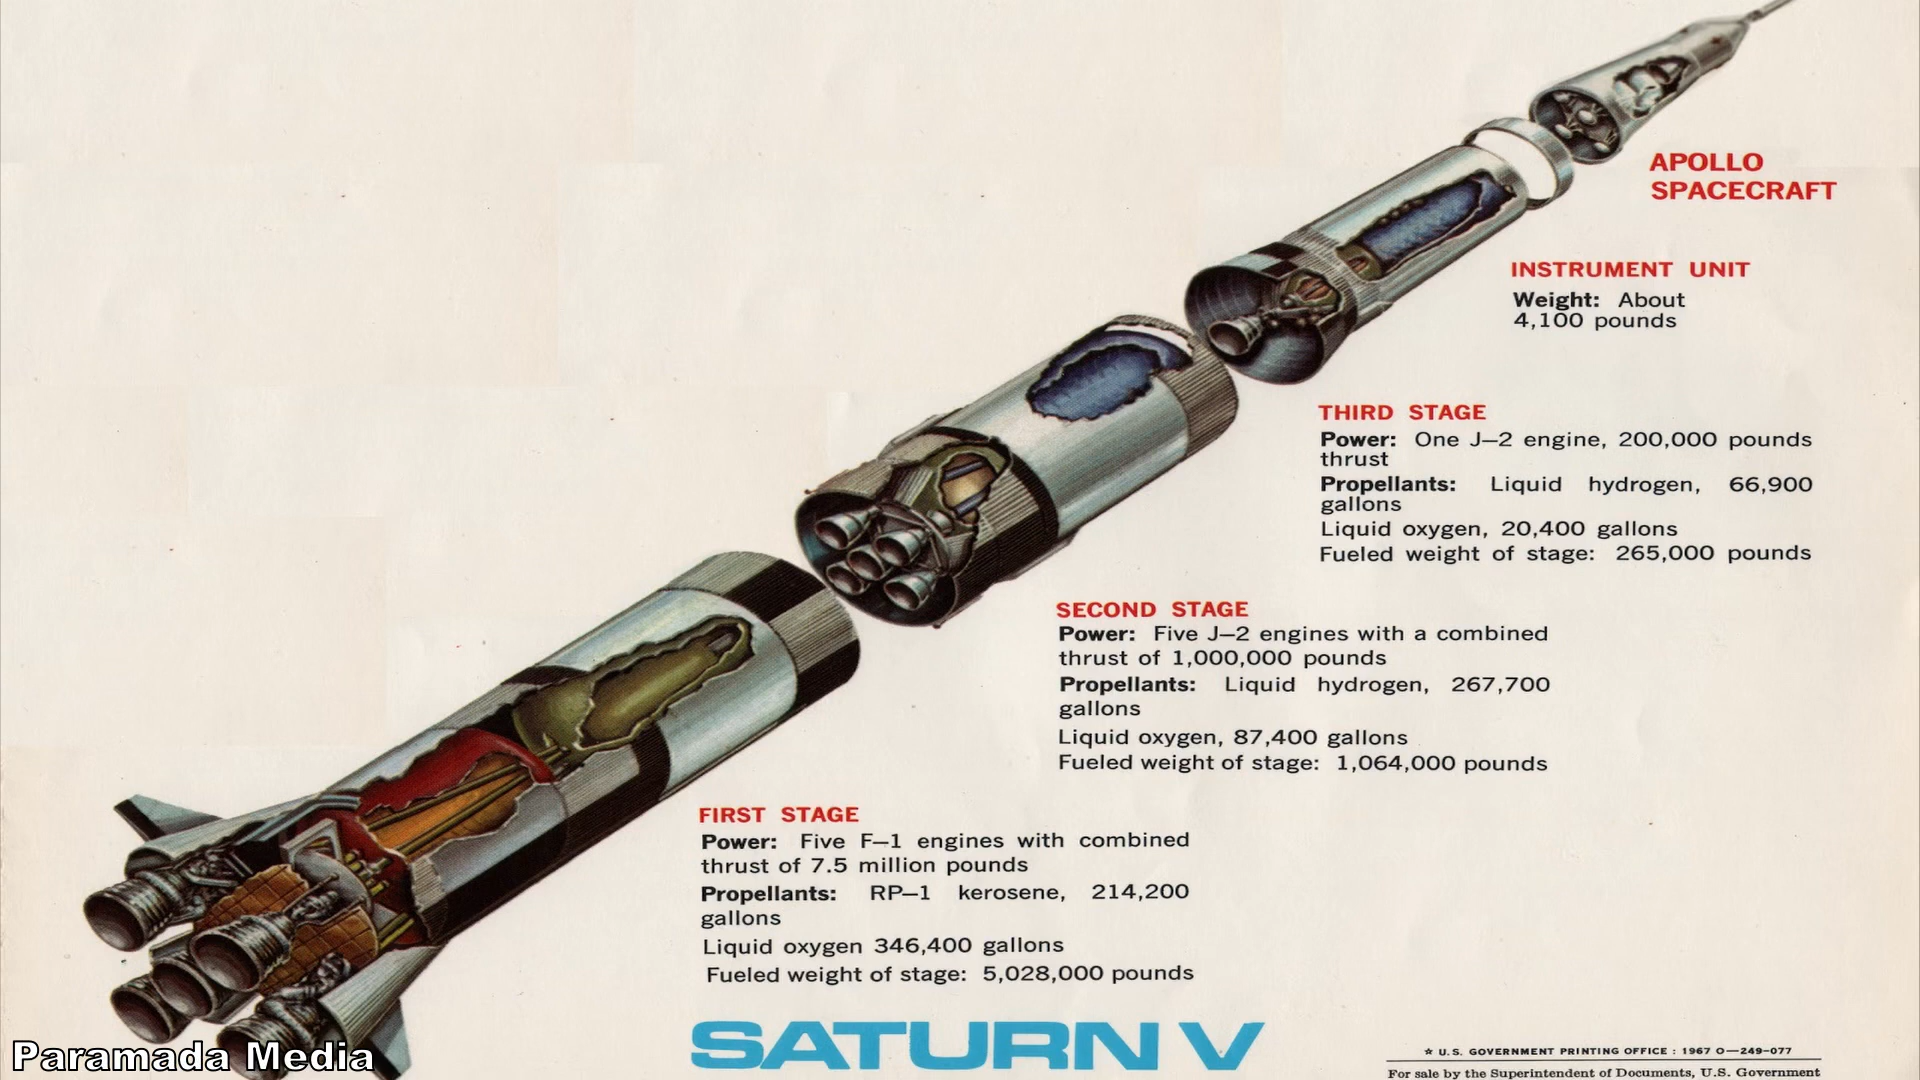 APOLLO
SPACECRAFT
INSTRUMENT UNIT
Weight: About
4,100 pounds
THIRD STAGE
Power: One J–2 engine, 200,000 pounds
thrust
Propellants: Liquid hydrogen, 66,900
gallons
Liquid oxygen, 20,400 gallons
Fueled weight of stage: 265,000 pounds
SECOND STAGE
Power: Five J–2 engines with a combined
thrust of 1,000,000 pounds
Propellants: Liquid hydrogen, 267,700
gallons
Liquid oxygen, 87,400 gallons
Fueled weight of stage: 1,064,000 pounds
FIRST STAGE
Power: Five F–1 engines with combined
thrust of 7.5 million pounds
Propellants: RP–1 kerosene, 214,200
gallons
Liquid oxygen 346,400 gallons
Fueled weight of stage: 5,028,000 pounds
SATURN V
☆ U.S. GOVERNMENT PRINTING OFFICE : 1967 O—249-077
For sale by the Superintendent of Documents, U.S. Government
Paramada Media